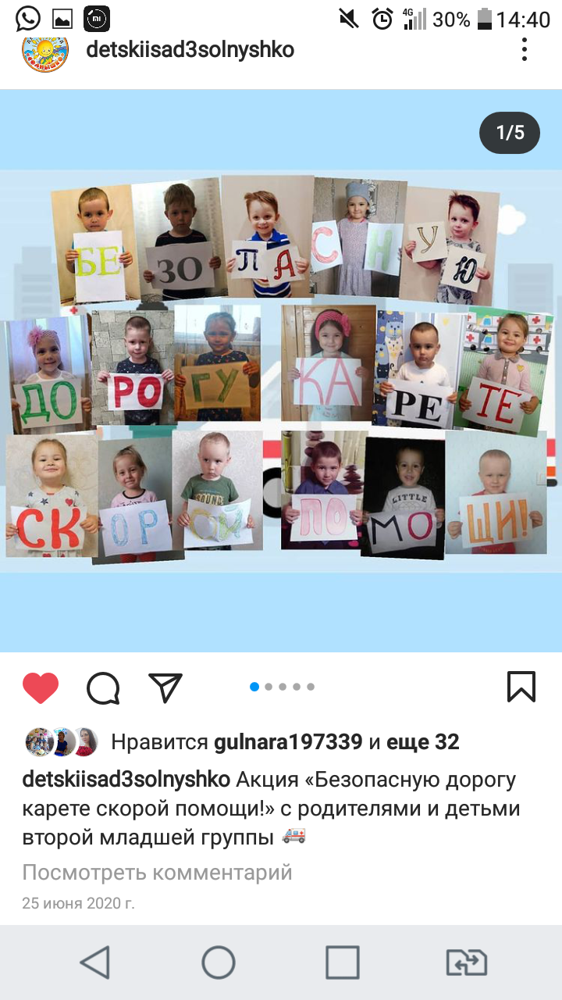 4G 30% 14:40
detskiisad3solnyshko
СОЛНЫШКО
1/5
БЕ ЗО П А С Н У Ю
ДО РО ГУ КА РЕ ТЕ
СК ОР ОЙ ПО МО ЩИ!
SOUND
LITTLE
Нравится gulnara197339 и еще 32
detskiisad3solnyshko Акция «Безопасную дорогу
карете скорой помощи!» с родителями и детьми
второй младшей группы 🚑
Посмотреть комментарий
25 июня 2020 г.